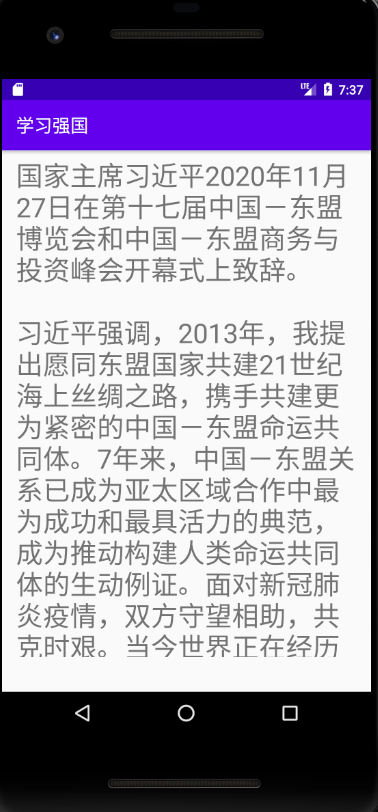 LTE 7:37
学习强国
国家主席习近平2020年11月
27日在第十七届中国－东盟
博览会和中国－东盟商务与
投资峰会开幕式上致辞。
习近平强调，2013年，我提
出愿同东盟国家共建21世纪
海上丝绸之路，携手共建更
为紧密的中国－东盟命运共
同体。7年来，中国－东盟关
系已成为亚太区域合作中最
为成功和最具活力的典范，
成为推动构建人类命运共同
体的生动例证。面对新冠肺
炎疫情，双方守望相助，共
克时艰。当今世界正在经历